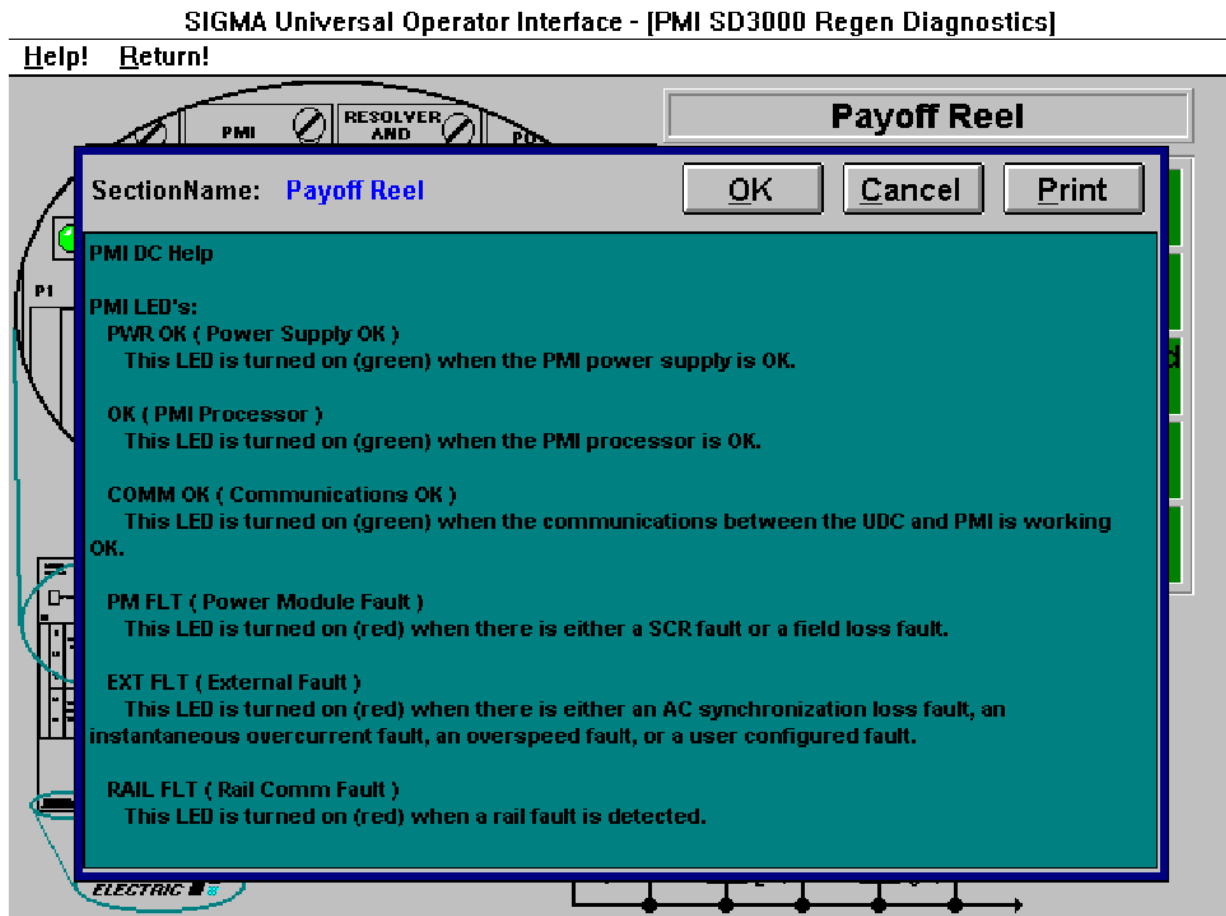 SIGMA Universal Operator Interface - [PMI SD3000 Regen Diagnostics]
Help! Return!
PMI
RESOLVER
AND
Payoff Reel
P1
SectionName: Payoff Reel
OK Cancel Print
PMI DC Help
PMI LED's:
PWR OK ( Power Supply OK )
This LED is turned on (green) when the PMI power supply is OK.
OK ( PMI Processor )
This LED is turned on (green) when the PMI processor is OK.
COMM OK ( Communications OK )
This LED is turned on (green) when the communications between the UDC and PMI is working
OK.
PM FLT ( Power Module Fault )
This LED is turned on (red) when there is either a SCR fault or a field loss fault.
EXT FLT ( External Fault )
This LED is turned on (red) when there is either an AC synchronization loss fault, an
instantaneous overcurrent fault, an overspeed fault, or a user configured fault.
RAIL FLT ( Rail Comm Fault )
This LED is turned on (red) when a rail fault is detected.
ELECTRIC